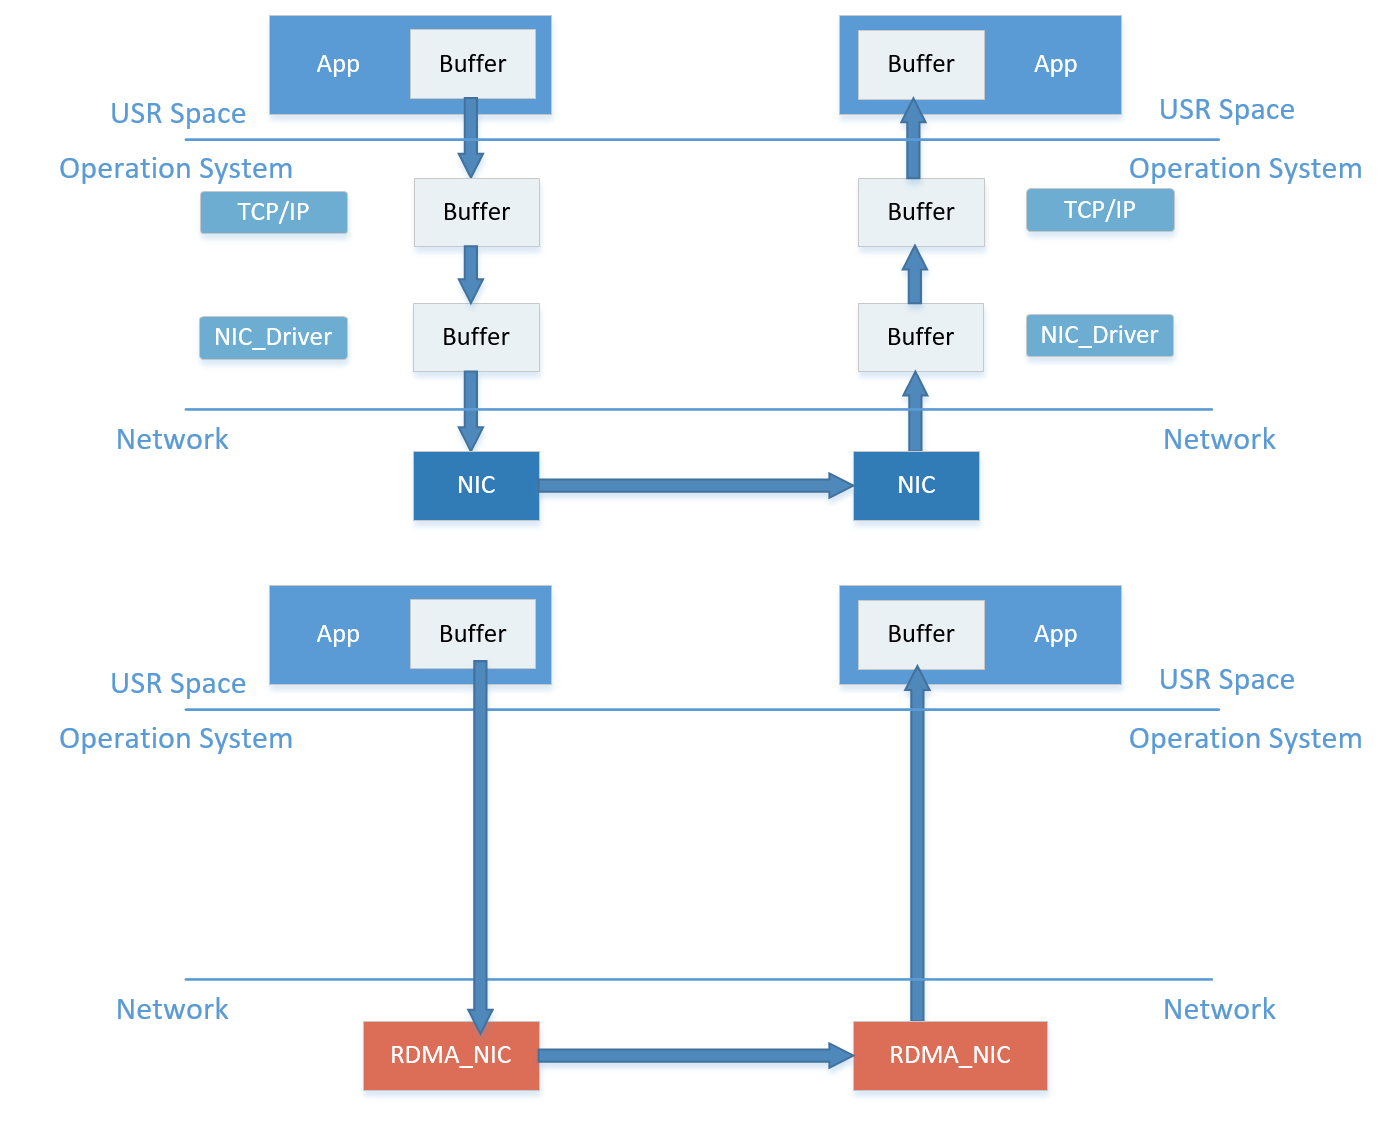 App
Buffer
Buffer
App
USR Space
USR Space
Operation System
Operation System
TCP/IP
Buffer
Buffer
TCP/IP
NIC_Driver
Buffer
Buffer
NIC_Driver
Network
Network
NIC
NIC
App
Buffer
Buffer
App
USR Space
USR Space
Operation System
Operation System
Network
Network
RDMA_NIC
RDMA_NIC